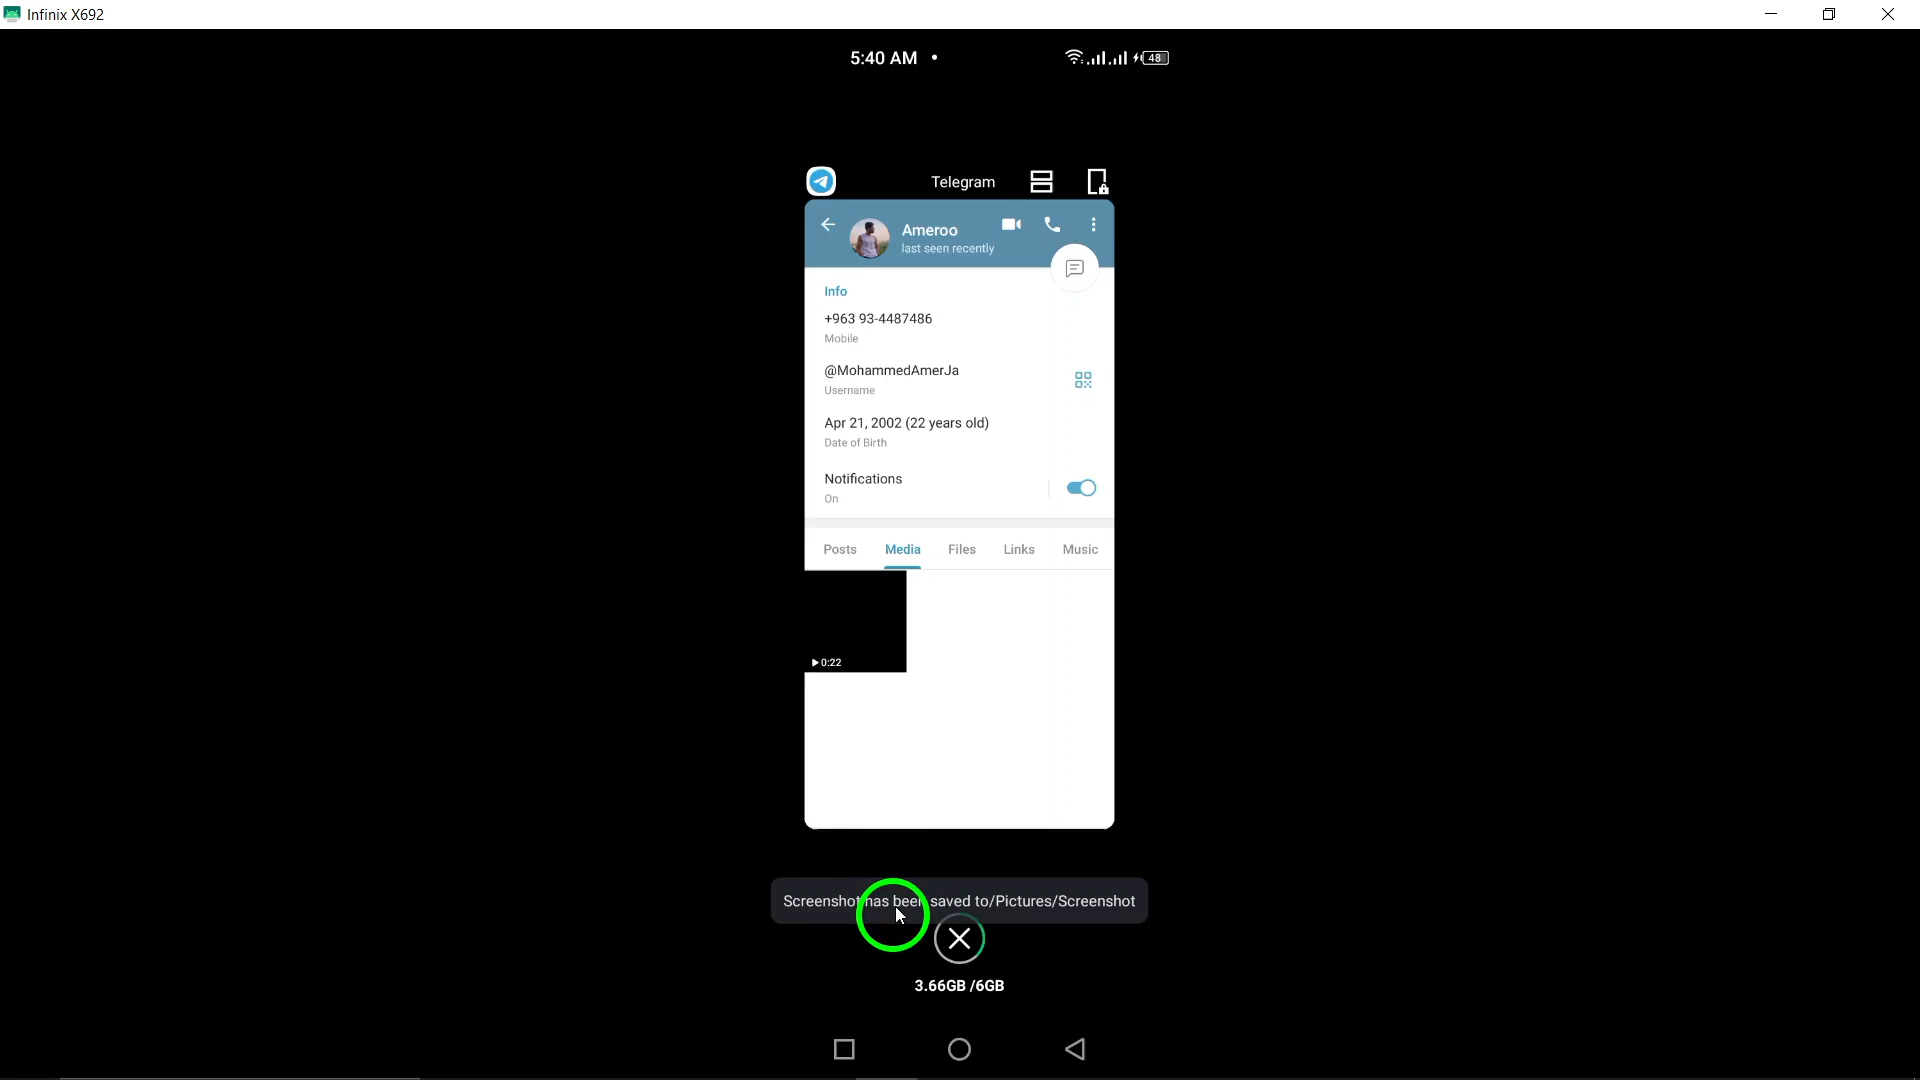 Infinix X692
5:40 AM
48
Telegram
Ameroo
last seen recently
Info
+963 93-4487486
Mobile
@MohammedAmerJa
Username
Apr 21, 2002 (22 years old)
Date of Birth
Notifications
On
Posts Media Files Links Music
0:22
Screenshot has been saved to/Pictures/Screenshot
3.66GB /6GB